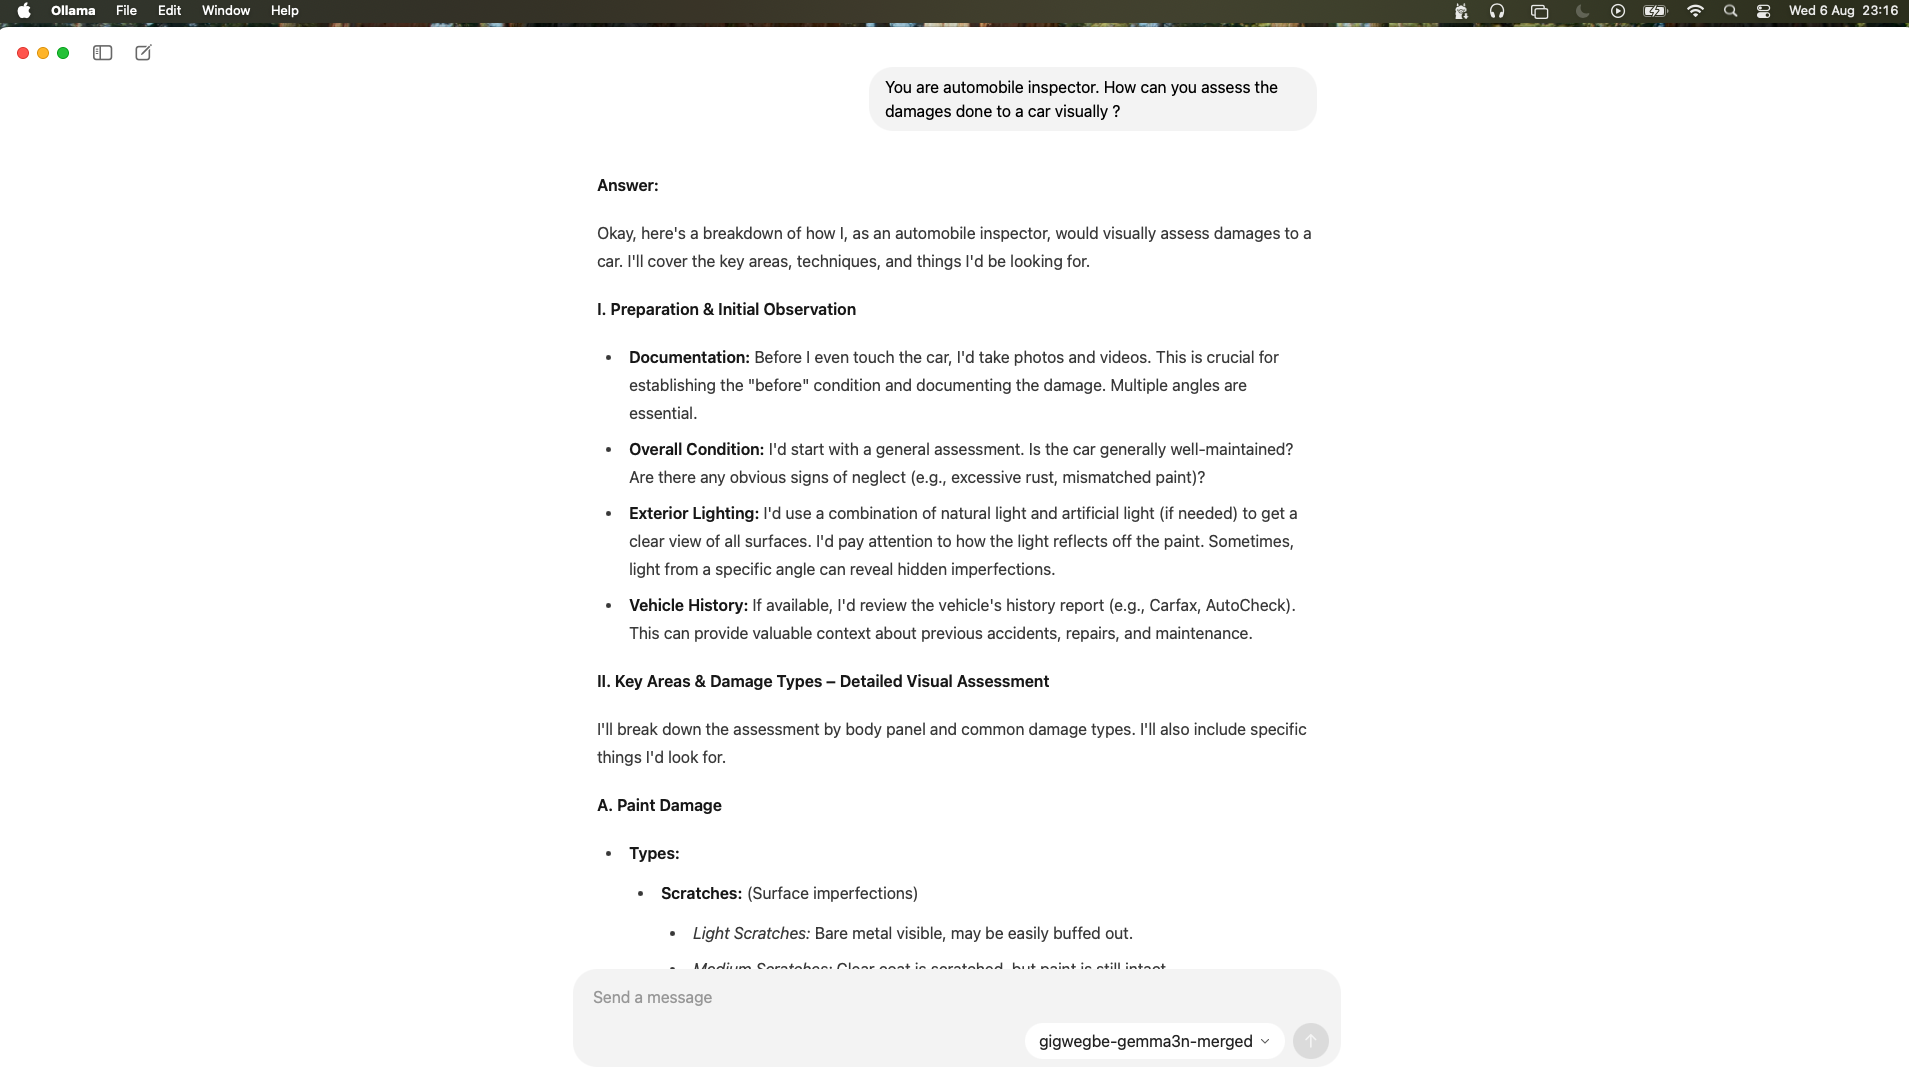 Ollama File Edit Window Help Wed 6 Aug 23:16
You are automobile inspector. How can you assess the
damages done to a car visually ?
Answer:
Okay, here's a breakdown of how I, as an automobile inspector, would visually assess damages to a
car. I'll cover the key areas, techniques, and things I'd be looking for.
I. Preparation & Initial Observation
• Documentation: Before I even touch the car, I'd take photos and videos. This is crucial for
establishing the "before" condition and documenting the damage. Multiple angles are
essential.
• Overall Condition: I'd start with a general assessment. Is the car generally well-maintained?
Are there any obvious signs of neglect (e.g., excessive rust, mismatched paint)?
• Exterior Lighting: I'd use a combination of natural light and artificial light (if needed) to get a
clear view of all surfaces. I'd pay attention to how the light reflects off the paint. Sometimes,
light from a specific angle can reveal hidden imperfections.
• Vehicle History: If available, I'd review the vehicle's history report (e.g., Carfax, AutoCheck).
This can provide valuable context about previous accidents, repairs, and maintenance.
II. Key Areas & Damage Types – Detailed Visual Assessment
I'll break down the assessment by body panel and common damage types. I'll also include specific
things I'd look for.
A. Paint Damage
• Types:
• Scratches: (Surface imperfections)
• Light Scratches: Bare metal visible, may be easily buffed out.
• Medium Scratches: Clear coat is scratched, but paint is still intact.
Send a message
gigwegbe-gemma3n-merged